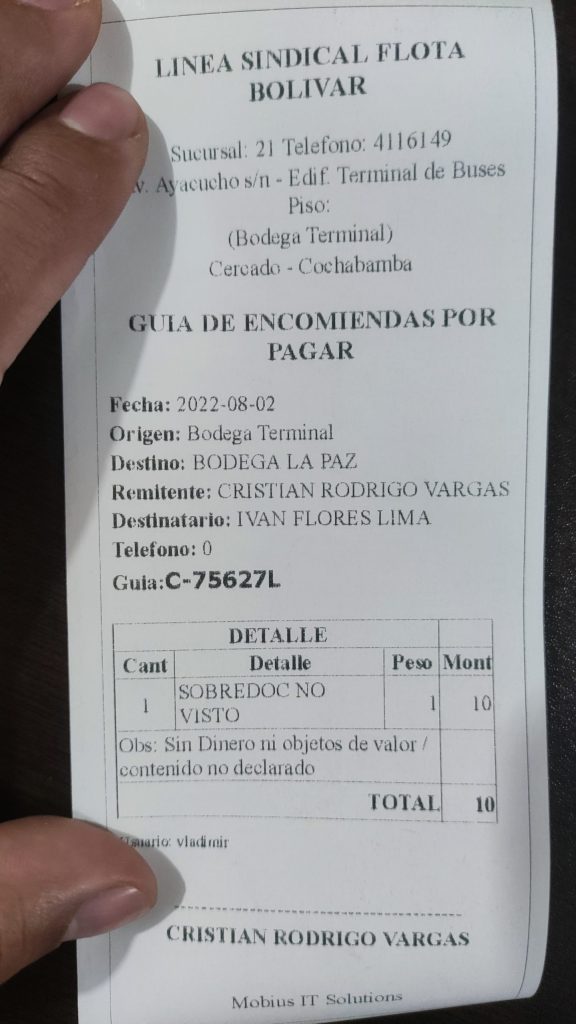 LINEA SINDICAL FLOTA
BOLIVAR
Sucursal: 21 Telefono: 4116149
Av. Ayacucho s/n - Edif. Terminal de Buses
Piso:
(Bodega Terminal)
Cercado - Cochabamba
GUIA DE ENCOMIENDAS POR
PAGAR
Fecha: 2022-08-02
Origen: Bodega Terminal
Destino: BODEGA LA PAZ
Remitente: CRISTIAN RODRIGO VARGAS
Destinatario: IVAN FLORES LIMA
Telefono: 0
Guia:C-75627L
DETALLE
Cant Detalle Peso Mont
1 SOBREDOC NO VISTO 1 10
Obs: Sin Dinero ni objetos de valor /
contenido no declarado
TOTAL 10
Usuario: vladimir
CRISTIAN RODRIGO VARGAS
Mobius IT Solutions